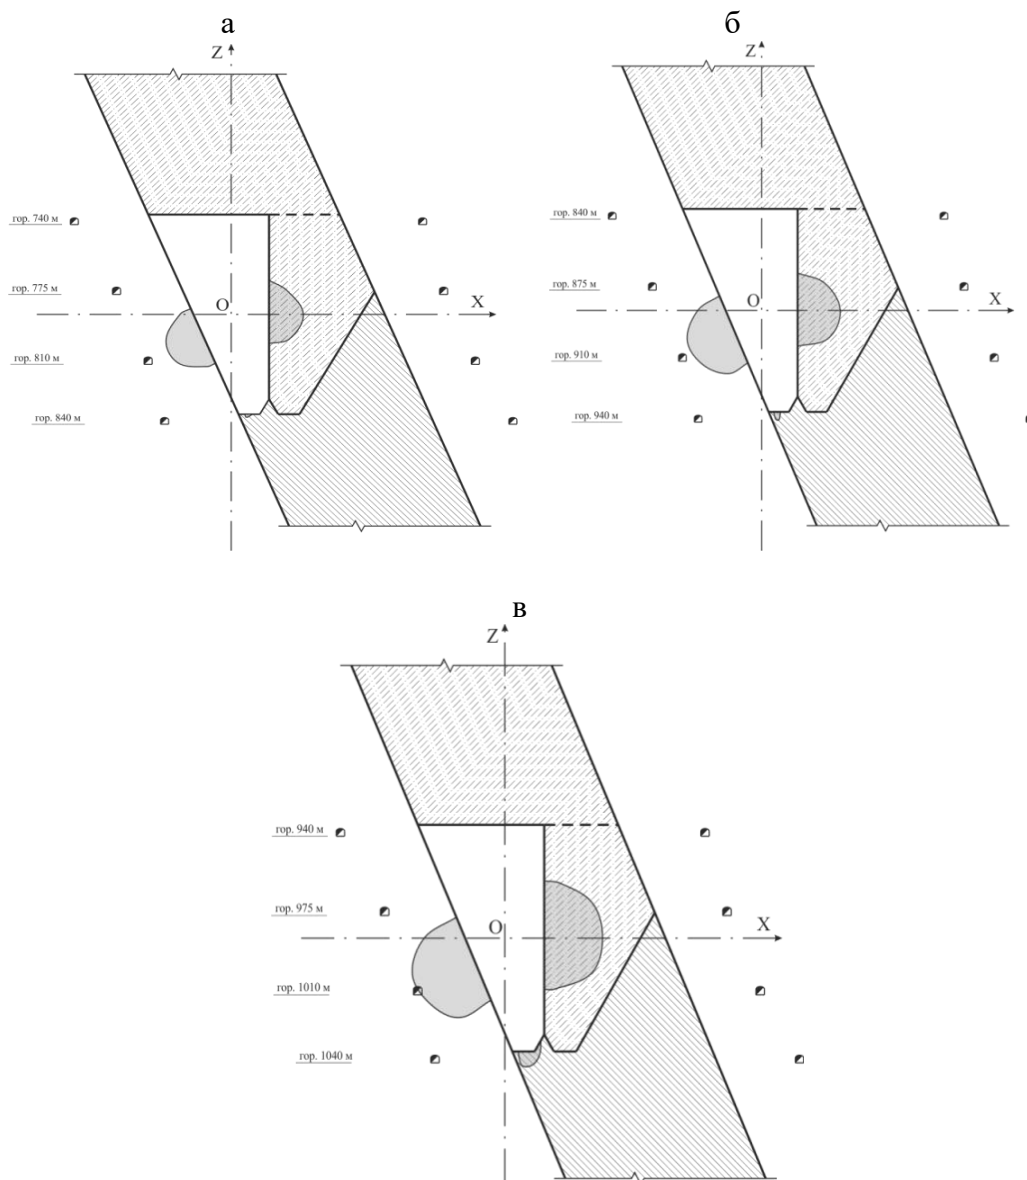 а
Z
гор. 740 м
гор. 775 м
O
X
гор. 810 м
гор. 840 м
б
Z
гор. 840 м
гор. 875 м
O
X
гор. 910 м
гор. 940 м
в
Z
гор. 940 м
гор. 975 м
O
X
гор. 1010 м
гор. 1040 м